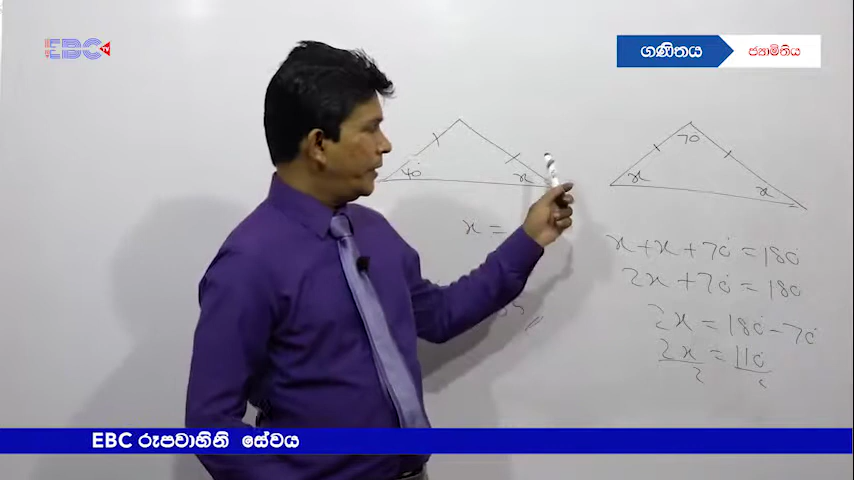 EBC TV
ගණිතය
ජ්‍යාමිතිය
40°
x
x =
70
x
x
x + x + 70° = 180°
2x + 70° = 180°
2x = 180° - 70°
2x = 110°
2
2
EBC රූපවාහිනී සේවය